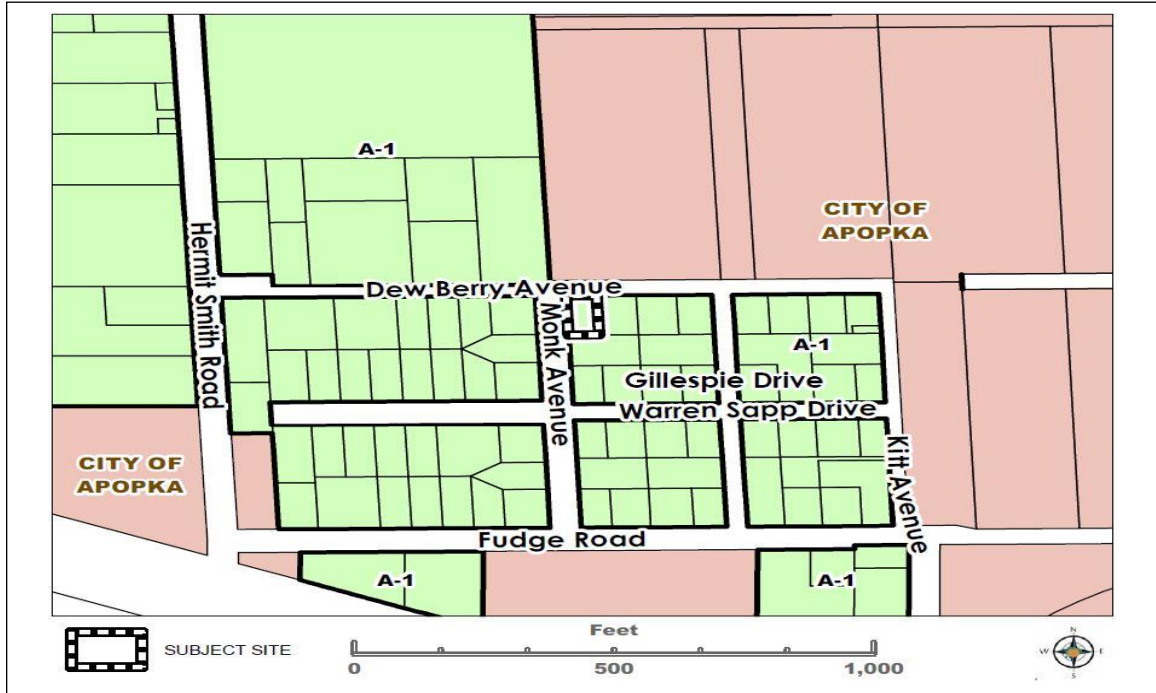 A-1
CITY OF
APOPKA
Hermit Smith Road
Dew Berry Avenue
Monk Avenue
A-1
Gillespie Drive
Warren Sapp Drive
CITY OF
APOPKA
Kitt Avenue
Fudge Road
A-1
A-1
SUBJECT SITE
Feet
0 500 1,000
N
W E
S